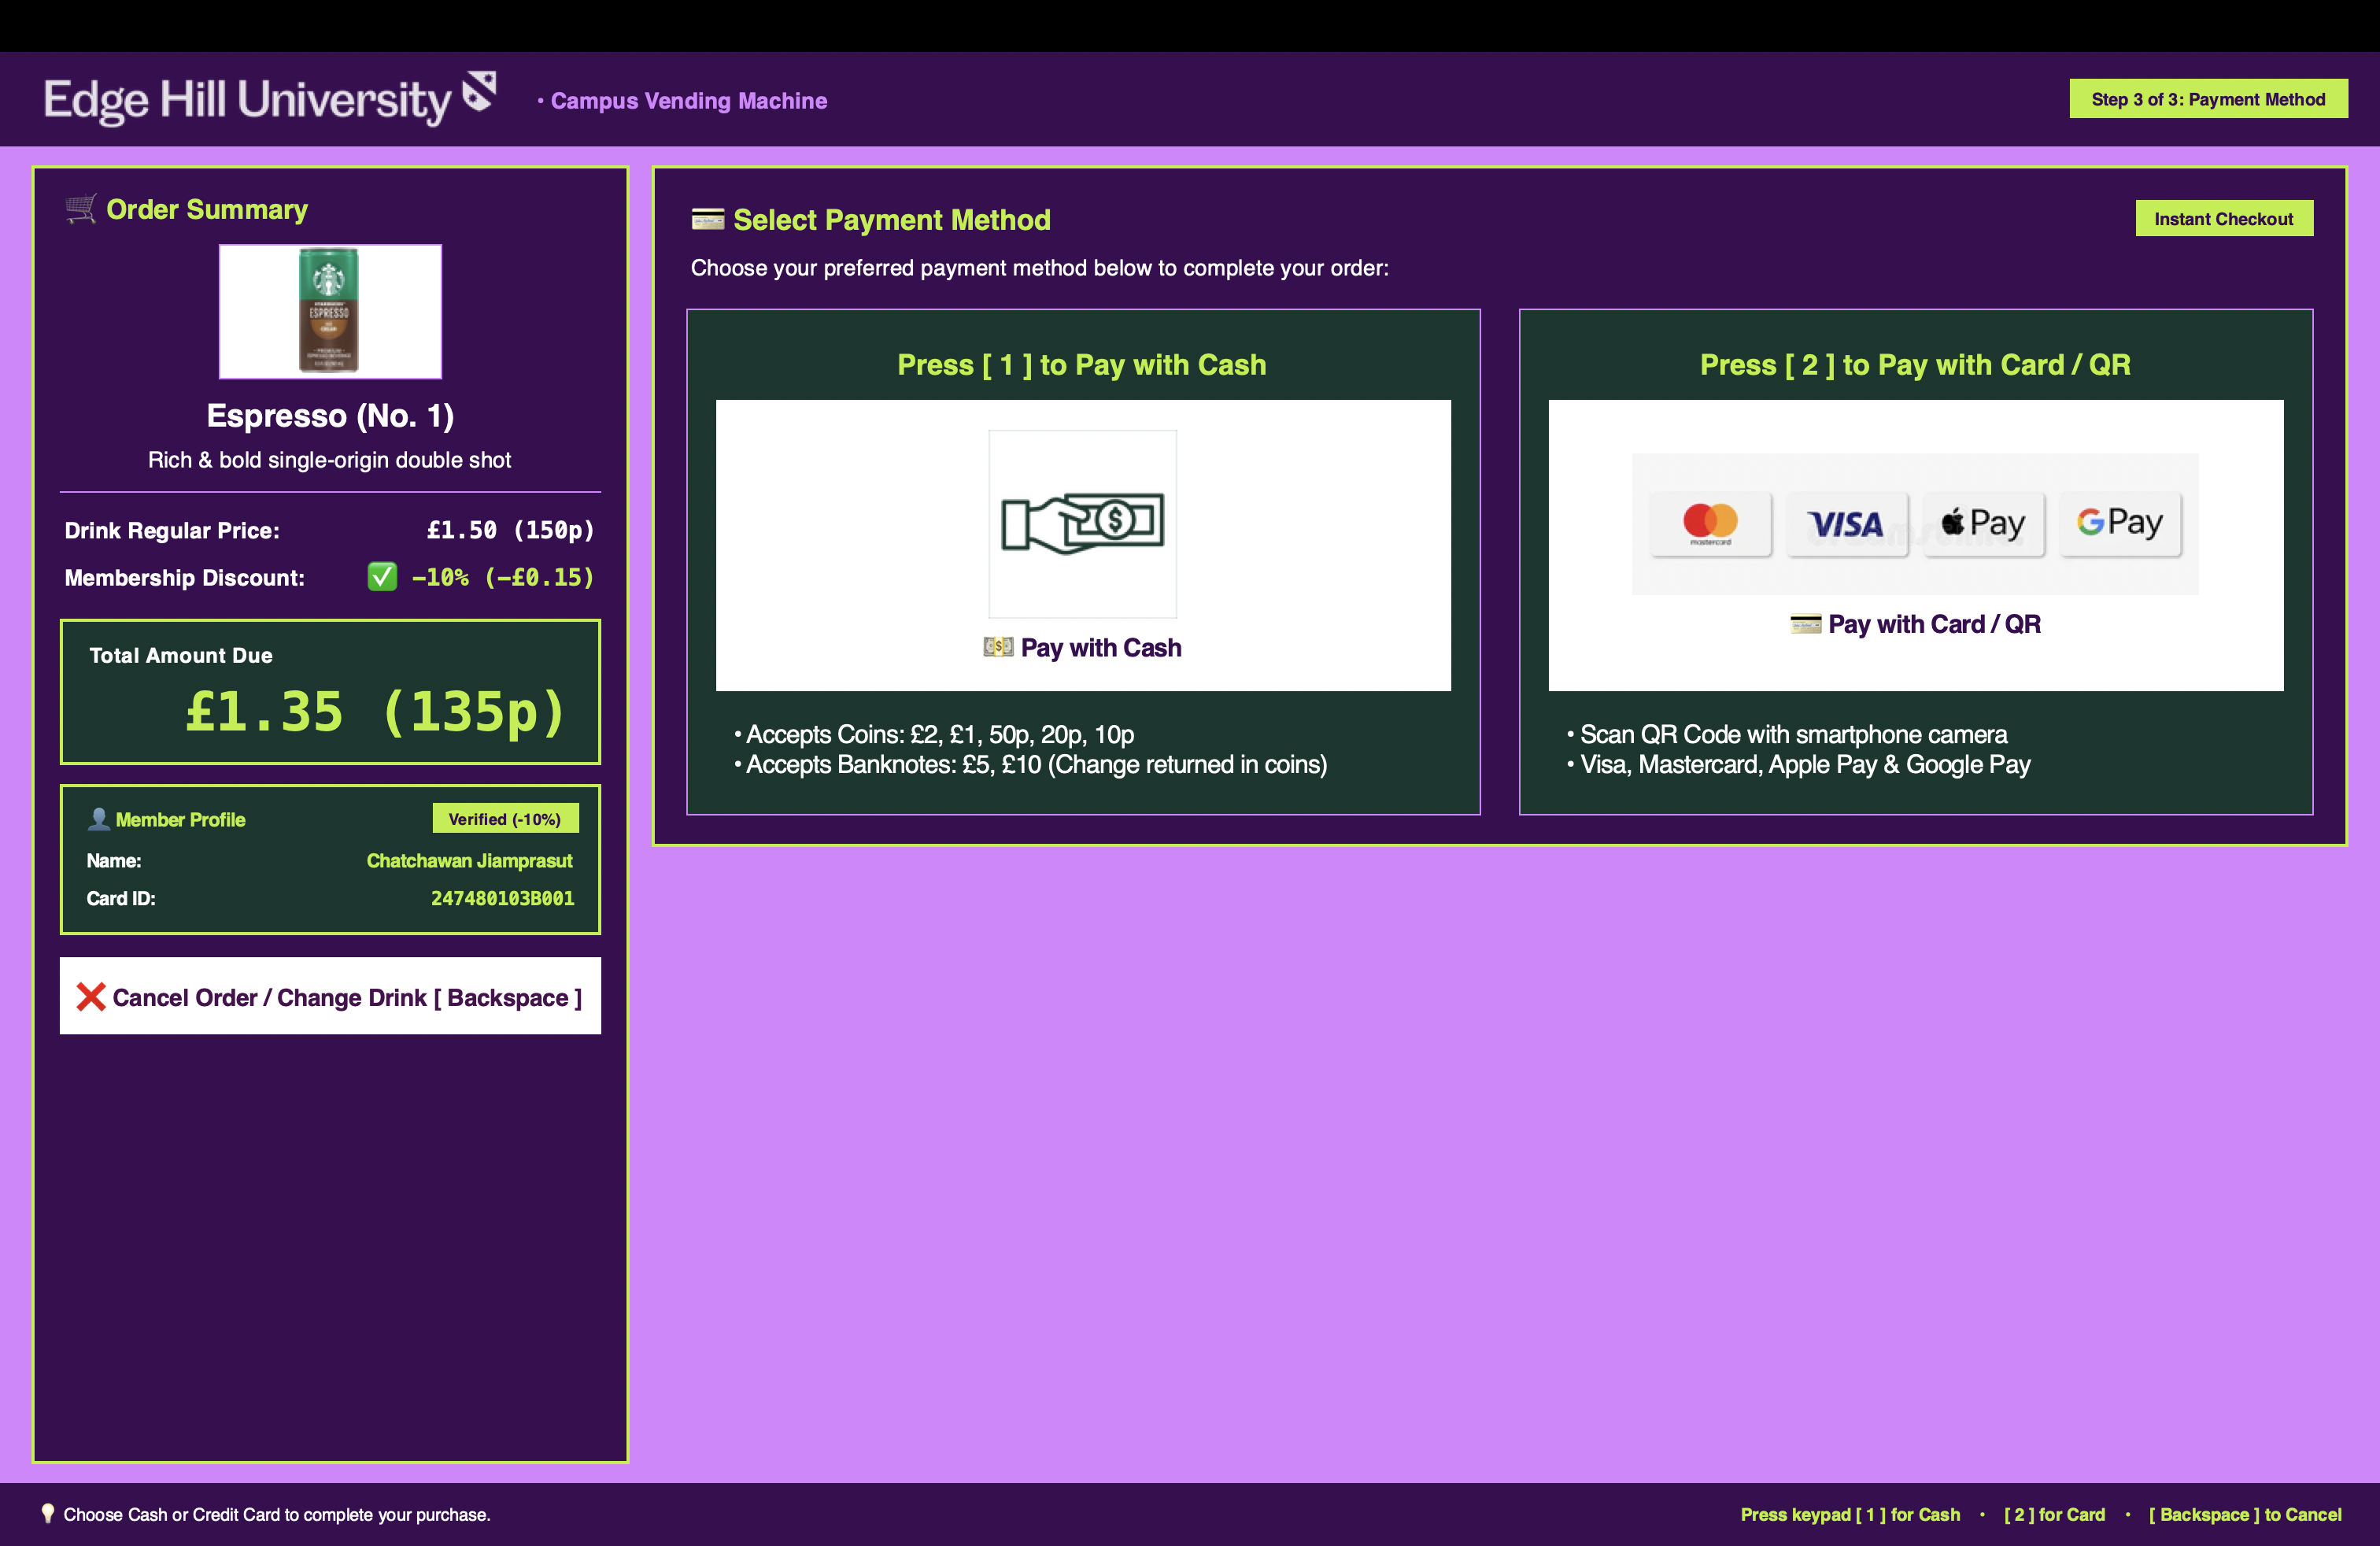 Edge Hill University
• Campus Vending Machine
Step 3 of 3: Payment Method
Order Summary
ESPRESSO
Espresso (No. 1)
Rich & bold single-origin double shot
Drink Regular Price: £1.50 (150p)
Membership Discount: -10% (-£0.15)
Total Amount Due
£1.35 (135p)
Member Profile
Verified (-10%)
Name: Chatchawan Jiamprasut
Card ID: 247480103B001
Cancel Order / Change Drink [ Backspace ]
Select Payment Method
Instant Checkout
Choose your preferred payment method below to complete your order:
Press [ 1 ] to Pay with Cash
$
Pay with Cash
• Accepts Coins: £2, £1, 50p, 20p, 10p
• Accepts Banknotes: £5, £10 (Change returned in coins)
Press [ 2 ] to Pay with Card / QR
mastercard VISA Pay G Pay
Pay with Card / QR
• Scan QR Code with smartphone camera
• Visa, Mastercard, Apple Pay & Google Pay
Choose Cash or Credit Card to complete your purchase.
Press keypad [ 1 ] for Cash • [ 2 ] for Card • [ Backspace ] to Cancel